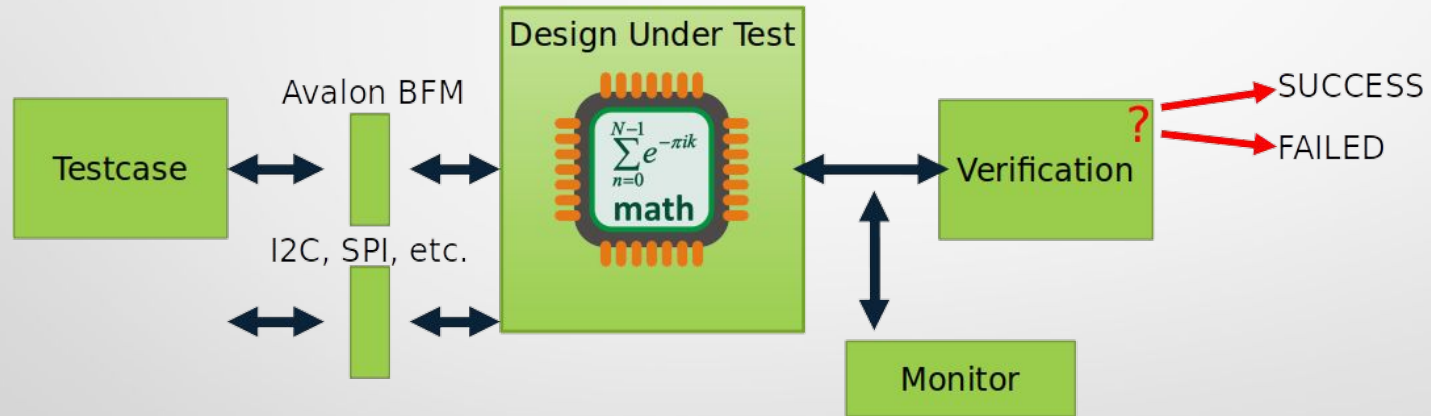 Design Under Test
Avalon BFM
Testcase
I2C, SPI, etc.
N−1
∑ e^{−πik}
n=0
math
?
Verification
SUCCESS
FAILED
Monitor